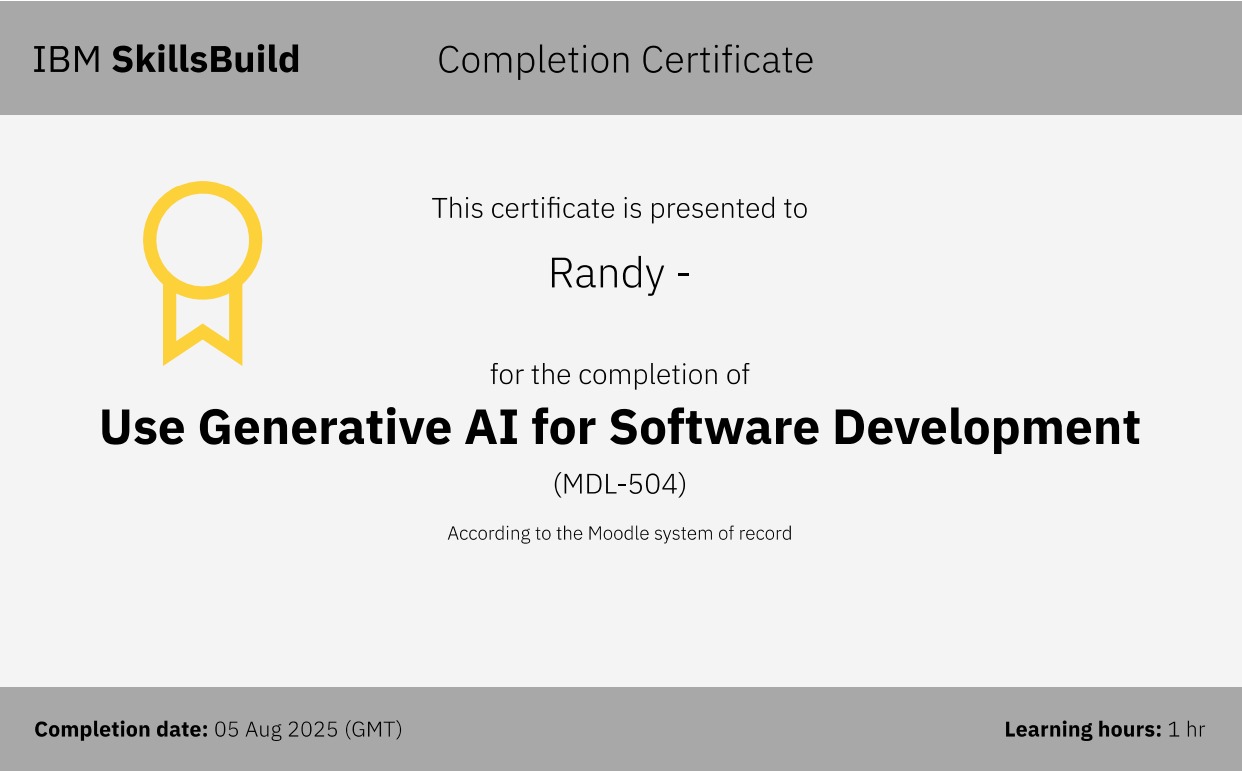 IBM SkillsBuild
Completion Certificate
This certificate is presented to
Randy -
for the completion of
Use Generative AI for Software Development
(MDL-504)
According to the Moodle system of record
Completion date: 05 Aug 2025 (GMT)
Learning hours: 1 hr